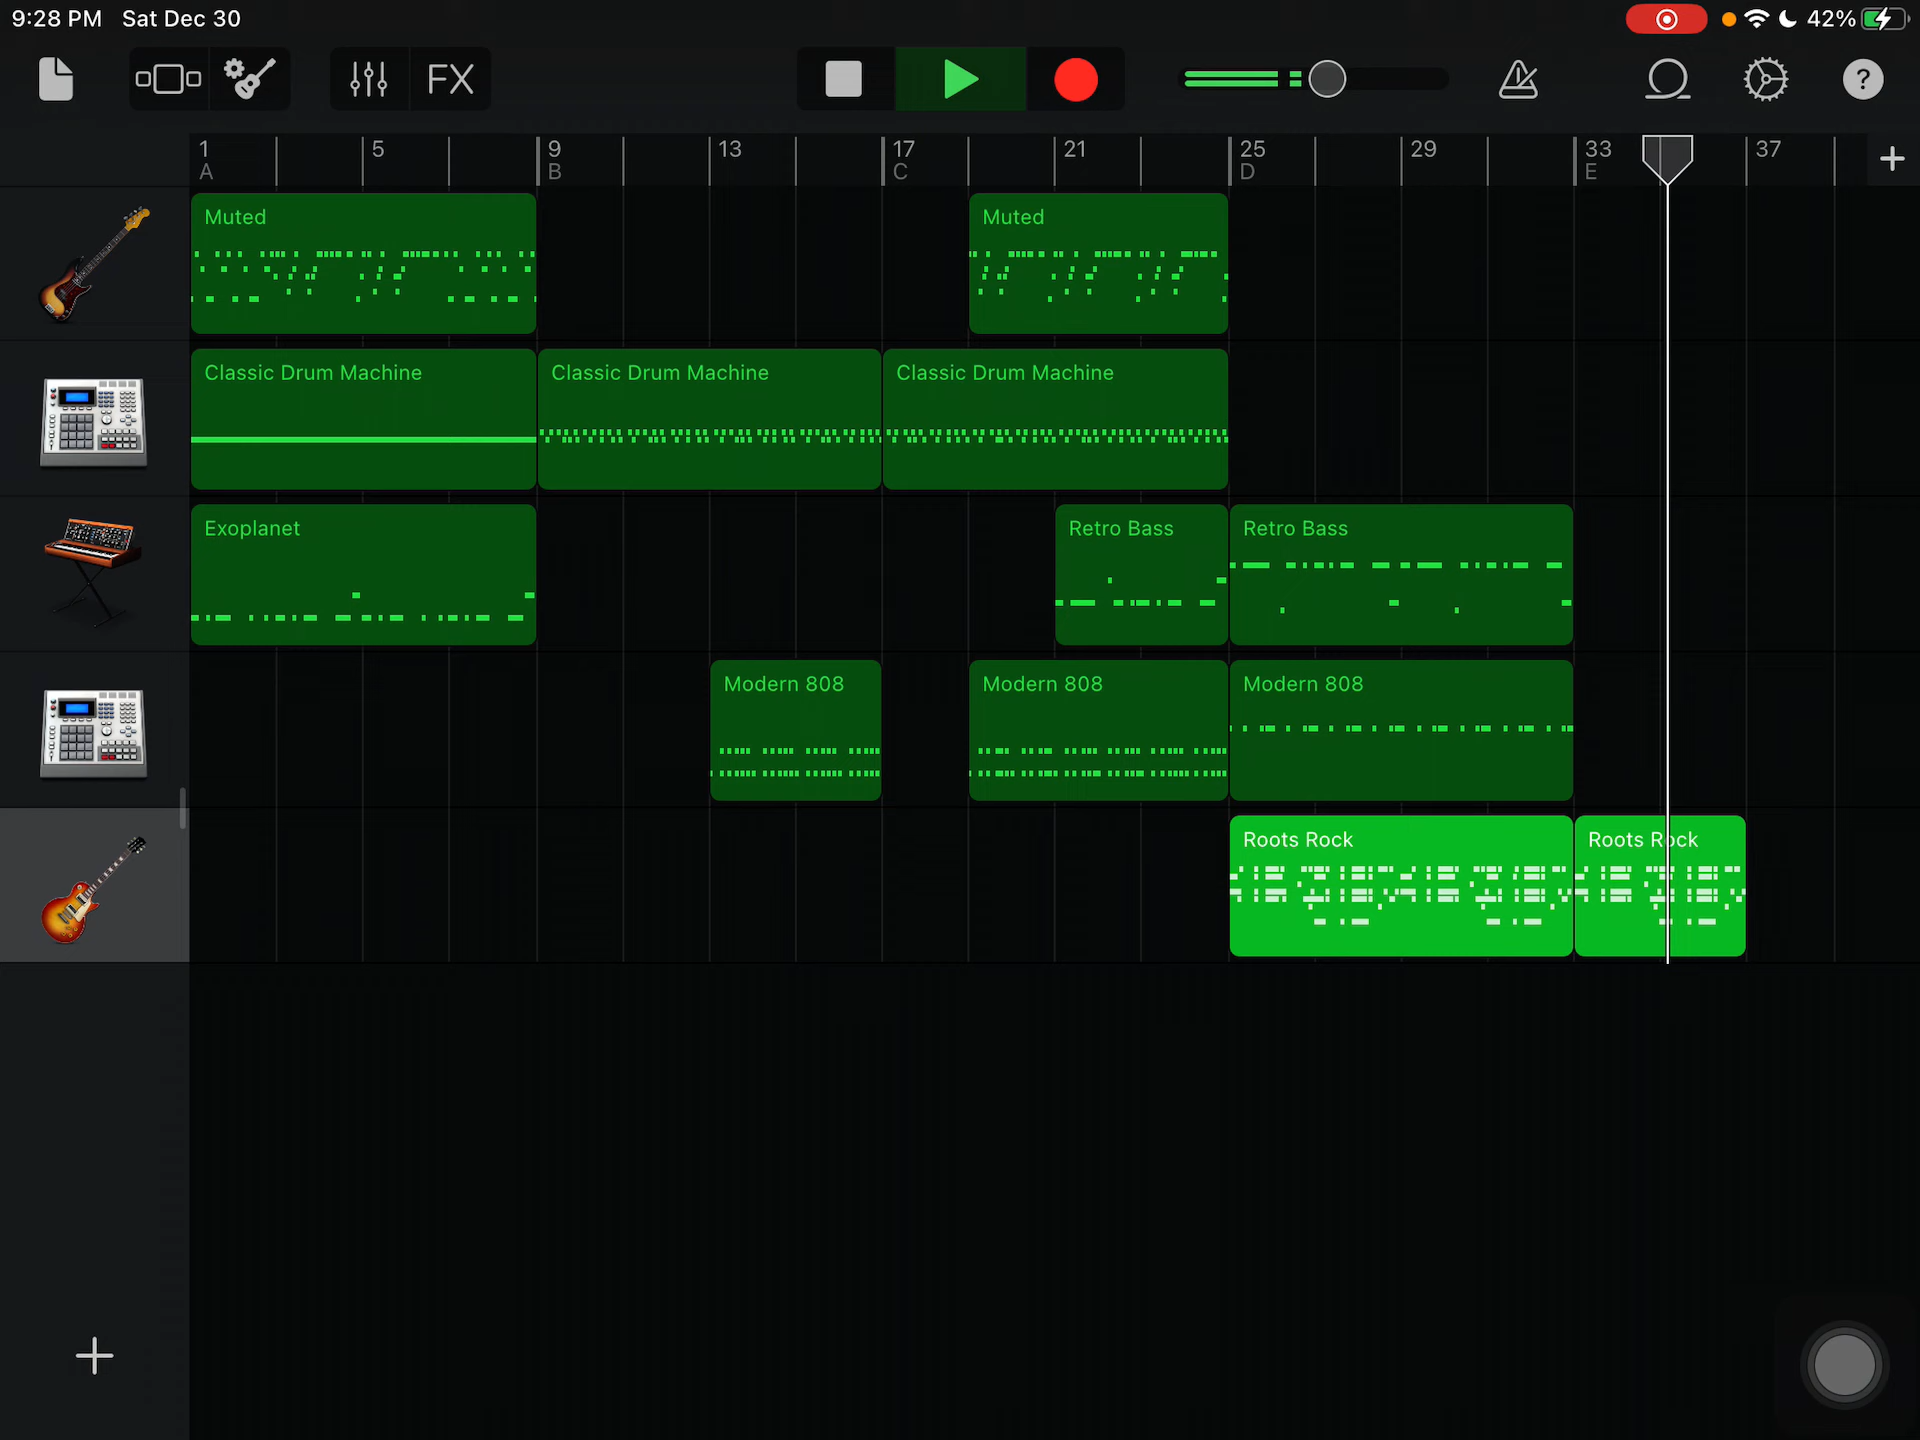 9:28 PM Sat Dec 30
42%
FX
?
1 5 9 13 17 21 25 29 33 37
A B C D E
Muted Muted
Classic Drum Machine Classic Drum Machine Classic Drum Machine
Exoplanet Retro Bass Retro Bass
Modern 808 Modern 808 Modern 808
Roots Rock Roots Rock